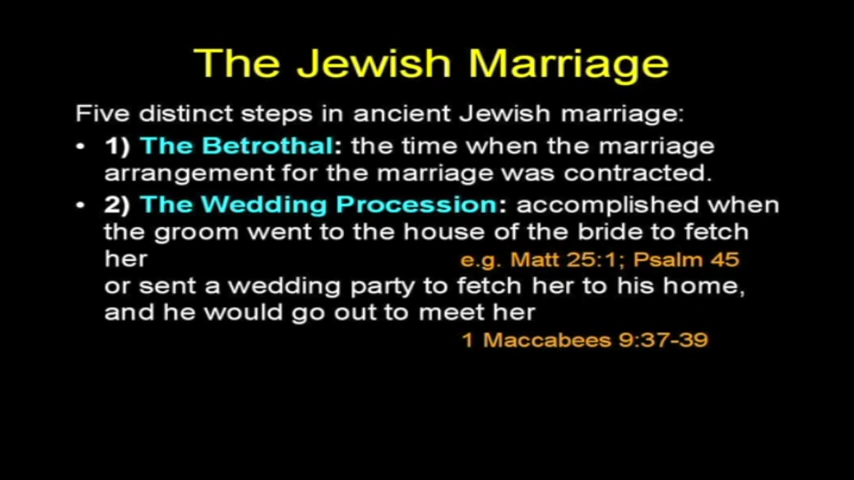 The Jewish Marriage
Five distinct steps in ancient Jewish marriage:
• 1) The Betrothal: the time when the marriage
arrangement for the marriage was contracted.
• 2) The Wedding Procession: accomplished when
the groom went to the house of the bride to fetch
her e.g. Matt 25:1; Psalm 45
or sent a wedding party to fetch her to his home,
and he would go out to meet her
1 Maccabees 9:37-39